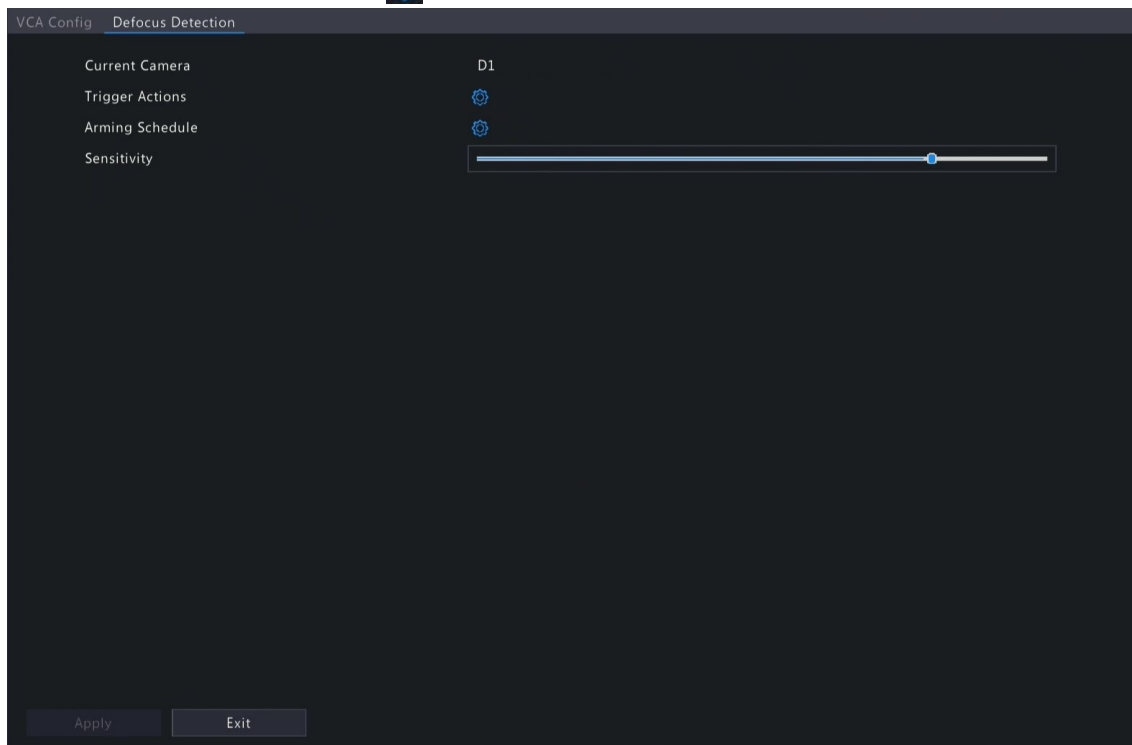 VCA Config Defocus Detection
Current Camera D1
Trigger Actions
Arming Schedule
Sensitivity
Apply Exit